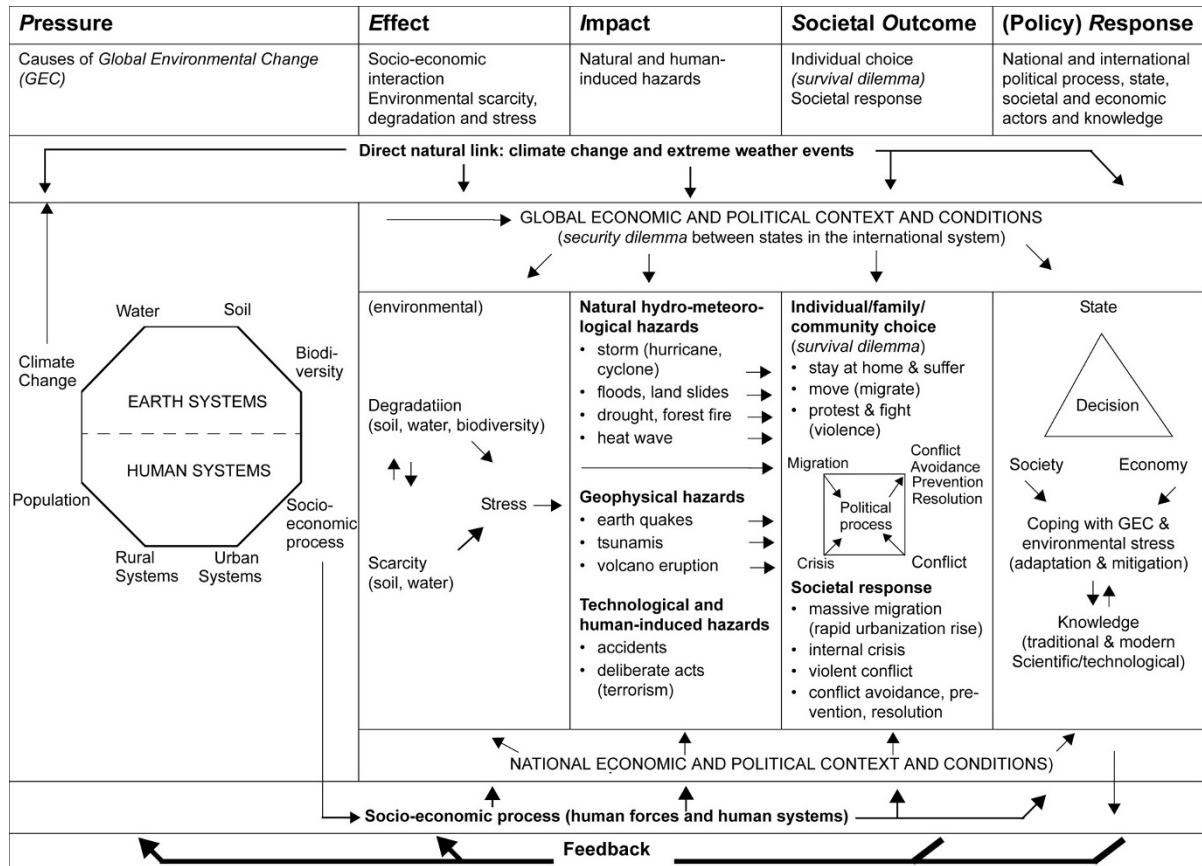 Pressure
Effect
Impact
Societal Outcome
(Policy) Response
Causes of Global Environmental Change
(GEC)
Socio-economic
interaction
Environmental scarcity,
degradation and stress
Natural and human-
induced hazards
Individual choice
(survival dilemma)
Societal response
National and international
political process, state,
societal and economic
actors and knowledge
Direct natural link: climate change and extreme weather events
GLOBAL ECONOMIC AND POLITICAL CONTEXT AND CONDITIONS
(security dilemma between states in the international system)
Water
Soil
Climate
Change
Biodi-
versity
EARTH SYSTEMS
HUMAN SYSTEMS
Population
Socio-
economic
process
Rural
Systems
Urban
Systems
(environmental)
Degradatiion
(soil, water, biodiversity)
Stress
Scarcity
(soil, water)
Natural hydro-meteoro-
logical hazards
• storm (hurricane,
cyclone)
• floods, land slides
• drought, forest fire
• heat wave
Geophysical hazards
• earth quakes
• tsunamis
• volcano eruption
Technological and
human-induced hazards
• accidents
• deliberate acts
(terrorism)
Individual/family/
community choice
(survival dilemma)
• stay at home & suffer
• move (migrate)
• protest & fight
(violence)
Migration
Conflict
Avoidance
Prevention
Resolution
Political
process
Crisis
Conflict
Societal response
• massive migration
(rapid urbanization rise)
• internal crisis
• violent conflict
• conflict avoidance, pre-
vention, resolution
State
Decision
Society
Economy
Coping with GEC &
environmental stress
(adaptation & mitigation)
Knowledge
(traditional & modern
Scientific/technological)
NATIONAL ECONOMIC AND POLITICAL CONTEXT AND CONDITIONS)
Socio-economic process (human forces and human systems)
Feedback